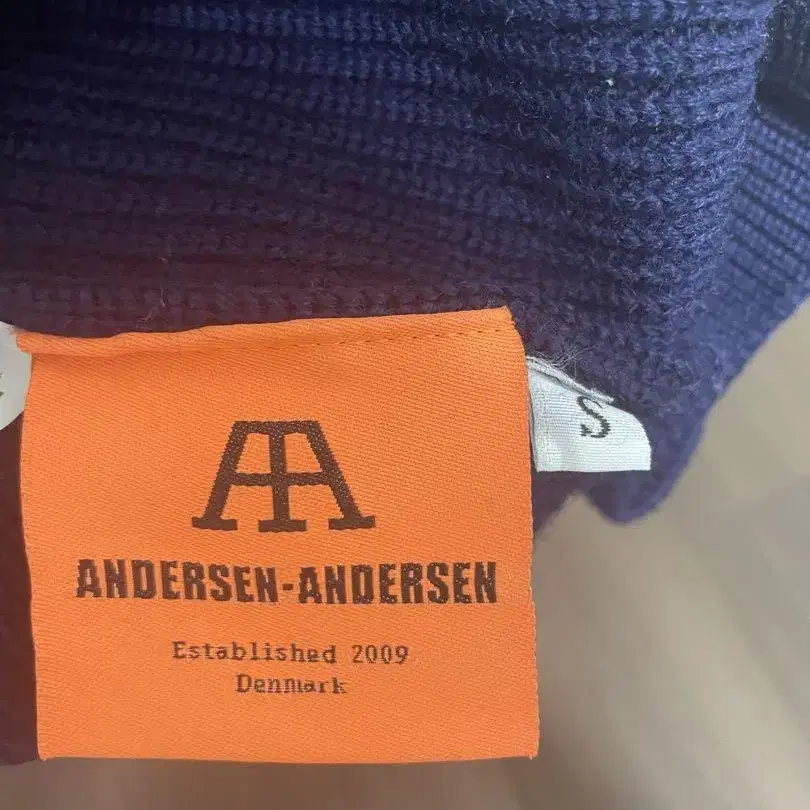 ANDERSEN-ANDERSEN
Established 2009
Denmark
S